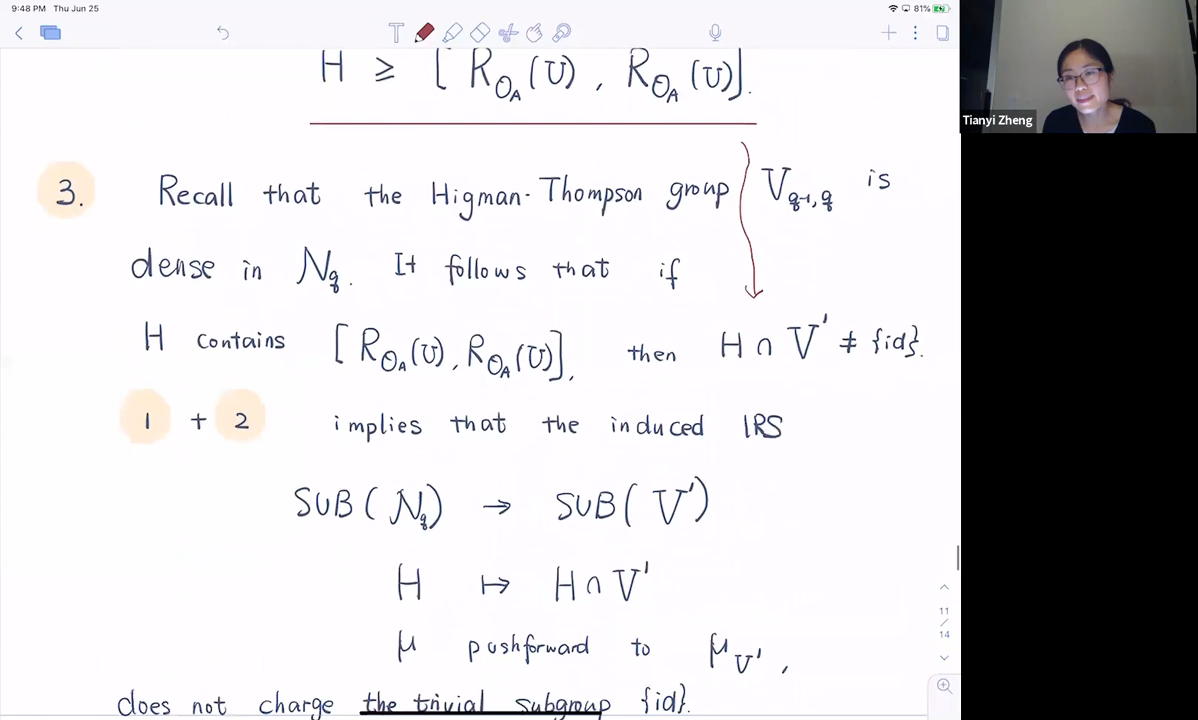 9:48 PM Thu Jun 25
81%
H ≥ [ R_{O_A}(U), R_{O_A}(U) ].
3. Recall that the Higman-Thompson group V_{q-1,q} is
dense in N_q. It follows that if
H contains [ R_{O_A}(U), R_{O_A}(U) ], then H ∩ V' ≠ {id}.
1 + 2 implies that the induced IRS
SUB(N_q) → SUB(V')
H ↦ H ∩ V'
μ pushforward to μ_{V'},
does not charge the trivial subgroup {id}.
11
/
14
Tianyi Zheng